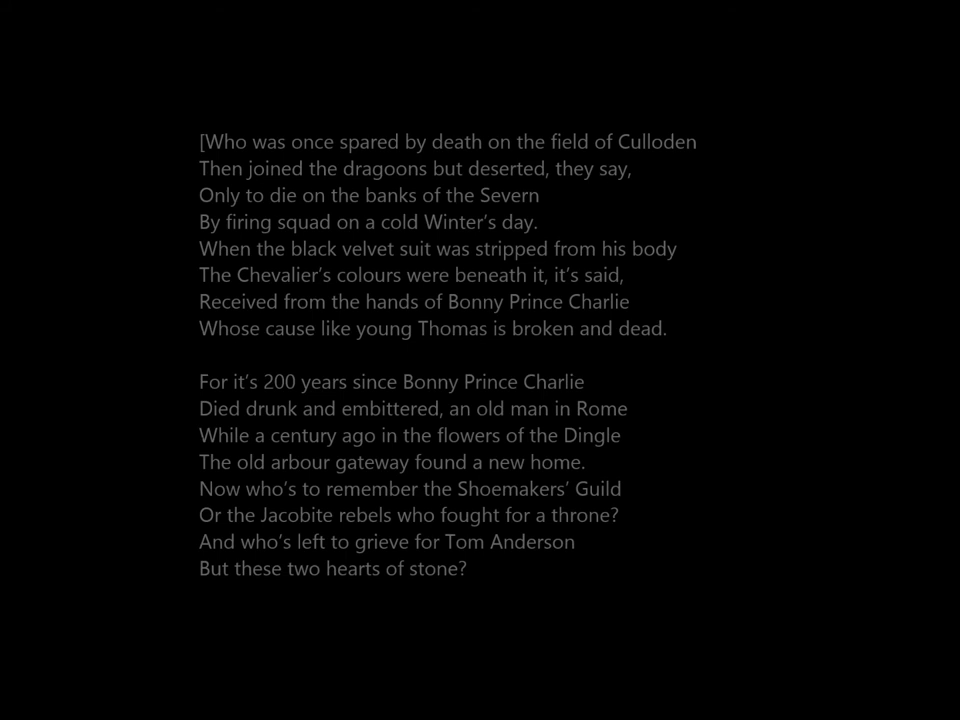 [Who was once spared by death on the field of Culloden
Then joined the dragoons but deserted, they say,
Only to die on the banks of the Severn
By firing squad on a cold Winter’s day.
When the black velvet suit was stripped from his body
The Chevalier’s colours were beneath it, it’s said,
Received from the hands of Bonny Prince Charlie
Whose cause like young Thomas is broken and dead.

For it’s 200 years since Bonny Prince Charlie
Died drunk and embittered, an old man in Rome
While a century ago in the flowers of the Dingle
The old arbour gateway found a new home.
Now who’s to remember the Shoemakers’ Guild
Or the Jacobite rebels who fought for a throne?
And who’s left to grieve for Tom Anderson
But these two hearts of stone?